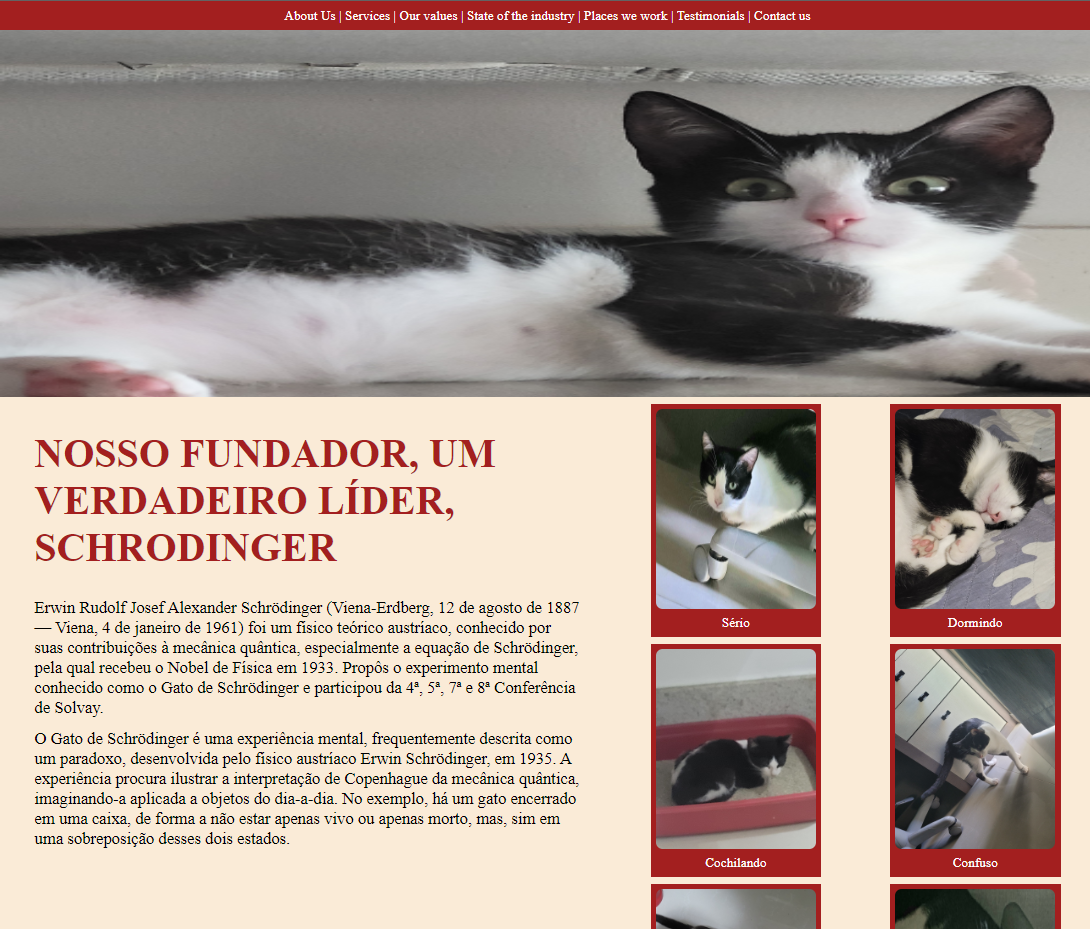 About Us | Services | Our values | State of the industry | Places we work | Testimonials | Contact us
NOSSO FUNDADOR, UM
VERDADEIRO LÍDER,
SCHRODINGER
Erwin Rudolf Josef Alexander Schrödinger (Viena-Erdberg, 12 de agosto de 1887
— Viena, 4 de janeiro de 1961) foi um físico teórico austríaco, conhecido por
suas contribuições à mecânica quântica, especialmente a equação de Schrödinger,
pela qual recebeu o Nobel de Física em 1933. Propôs o experimento mental
conhecido como o Gato de Schrödinger e participou da 4ª, 5ª, 7ª e 8ª Conferência
de Solvay.
O Gato de Schrödinger é uma experiência mental, frequentemente descrita como
um paradoxo, desenvolvida pelo físico austríaco Erwin Schrödinger, em 1935. A
experiência procura ilustrar a interpretação de Copenhague da mecânica quântica,
imaginando-a aplicada a objetos do dia-a-dia. No exemplo, há um gato encerrado
em uma caixa, de forma a não estar apenas vivo ou apenas morto, mas, sim em
uma sobreposição desses dois estados.
Sério
Dormindo
Cochilando
Confuso